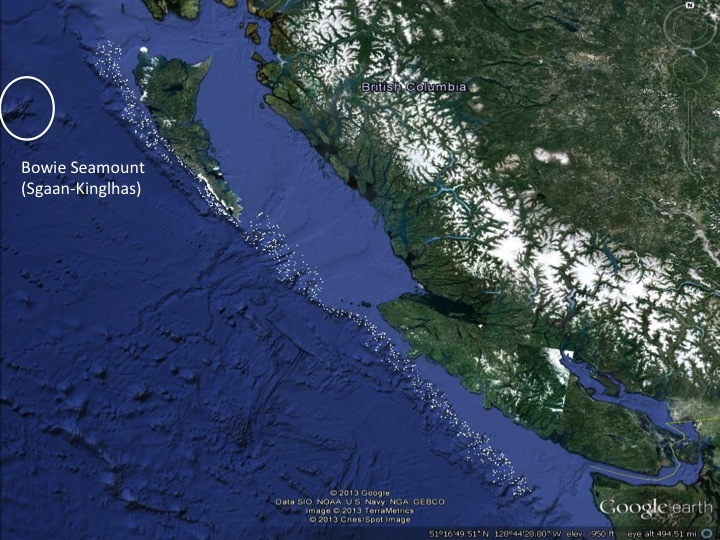 N
British Columbia
Bowie Seamount
(Sgaan-Kinglhas)
© 2013 Google
Data SIO, NOAA, U.S. Navy, NGA, GEBCO
Image © 2013 TerraMetrics
© 2013 Cnes/Spot Image
Google earth
51°16'49.51" N 128°44'28.80" W elev -950 ft eye alt 494.51 mi